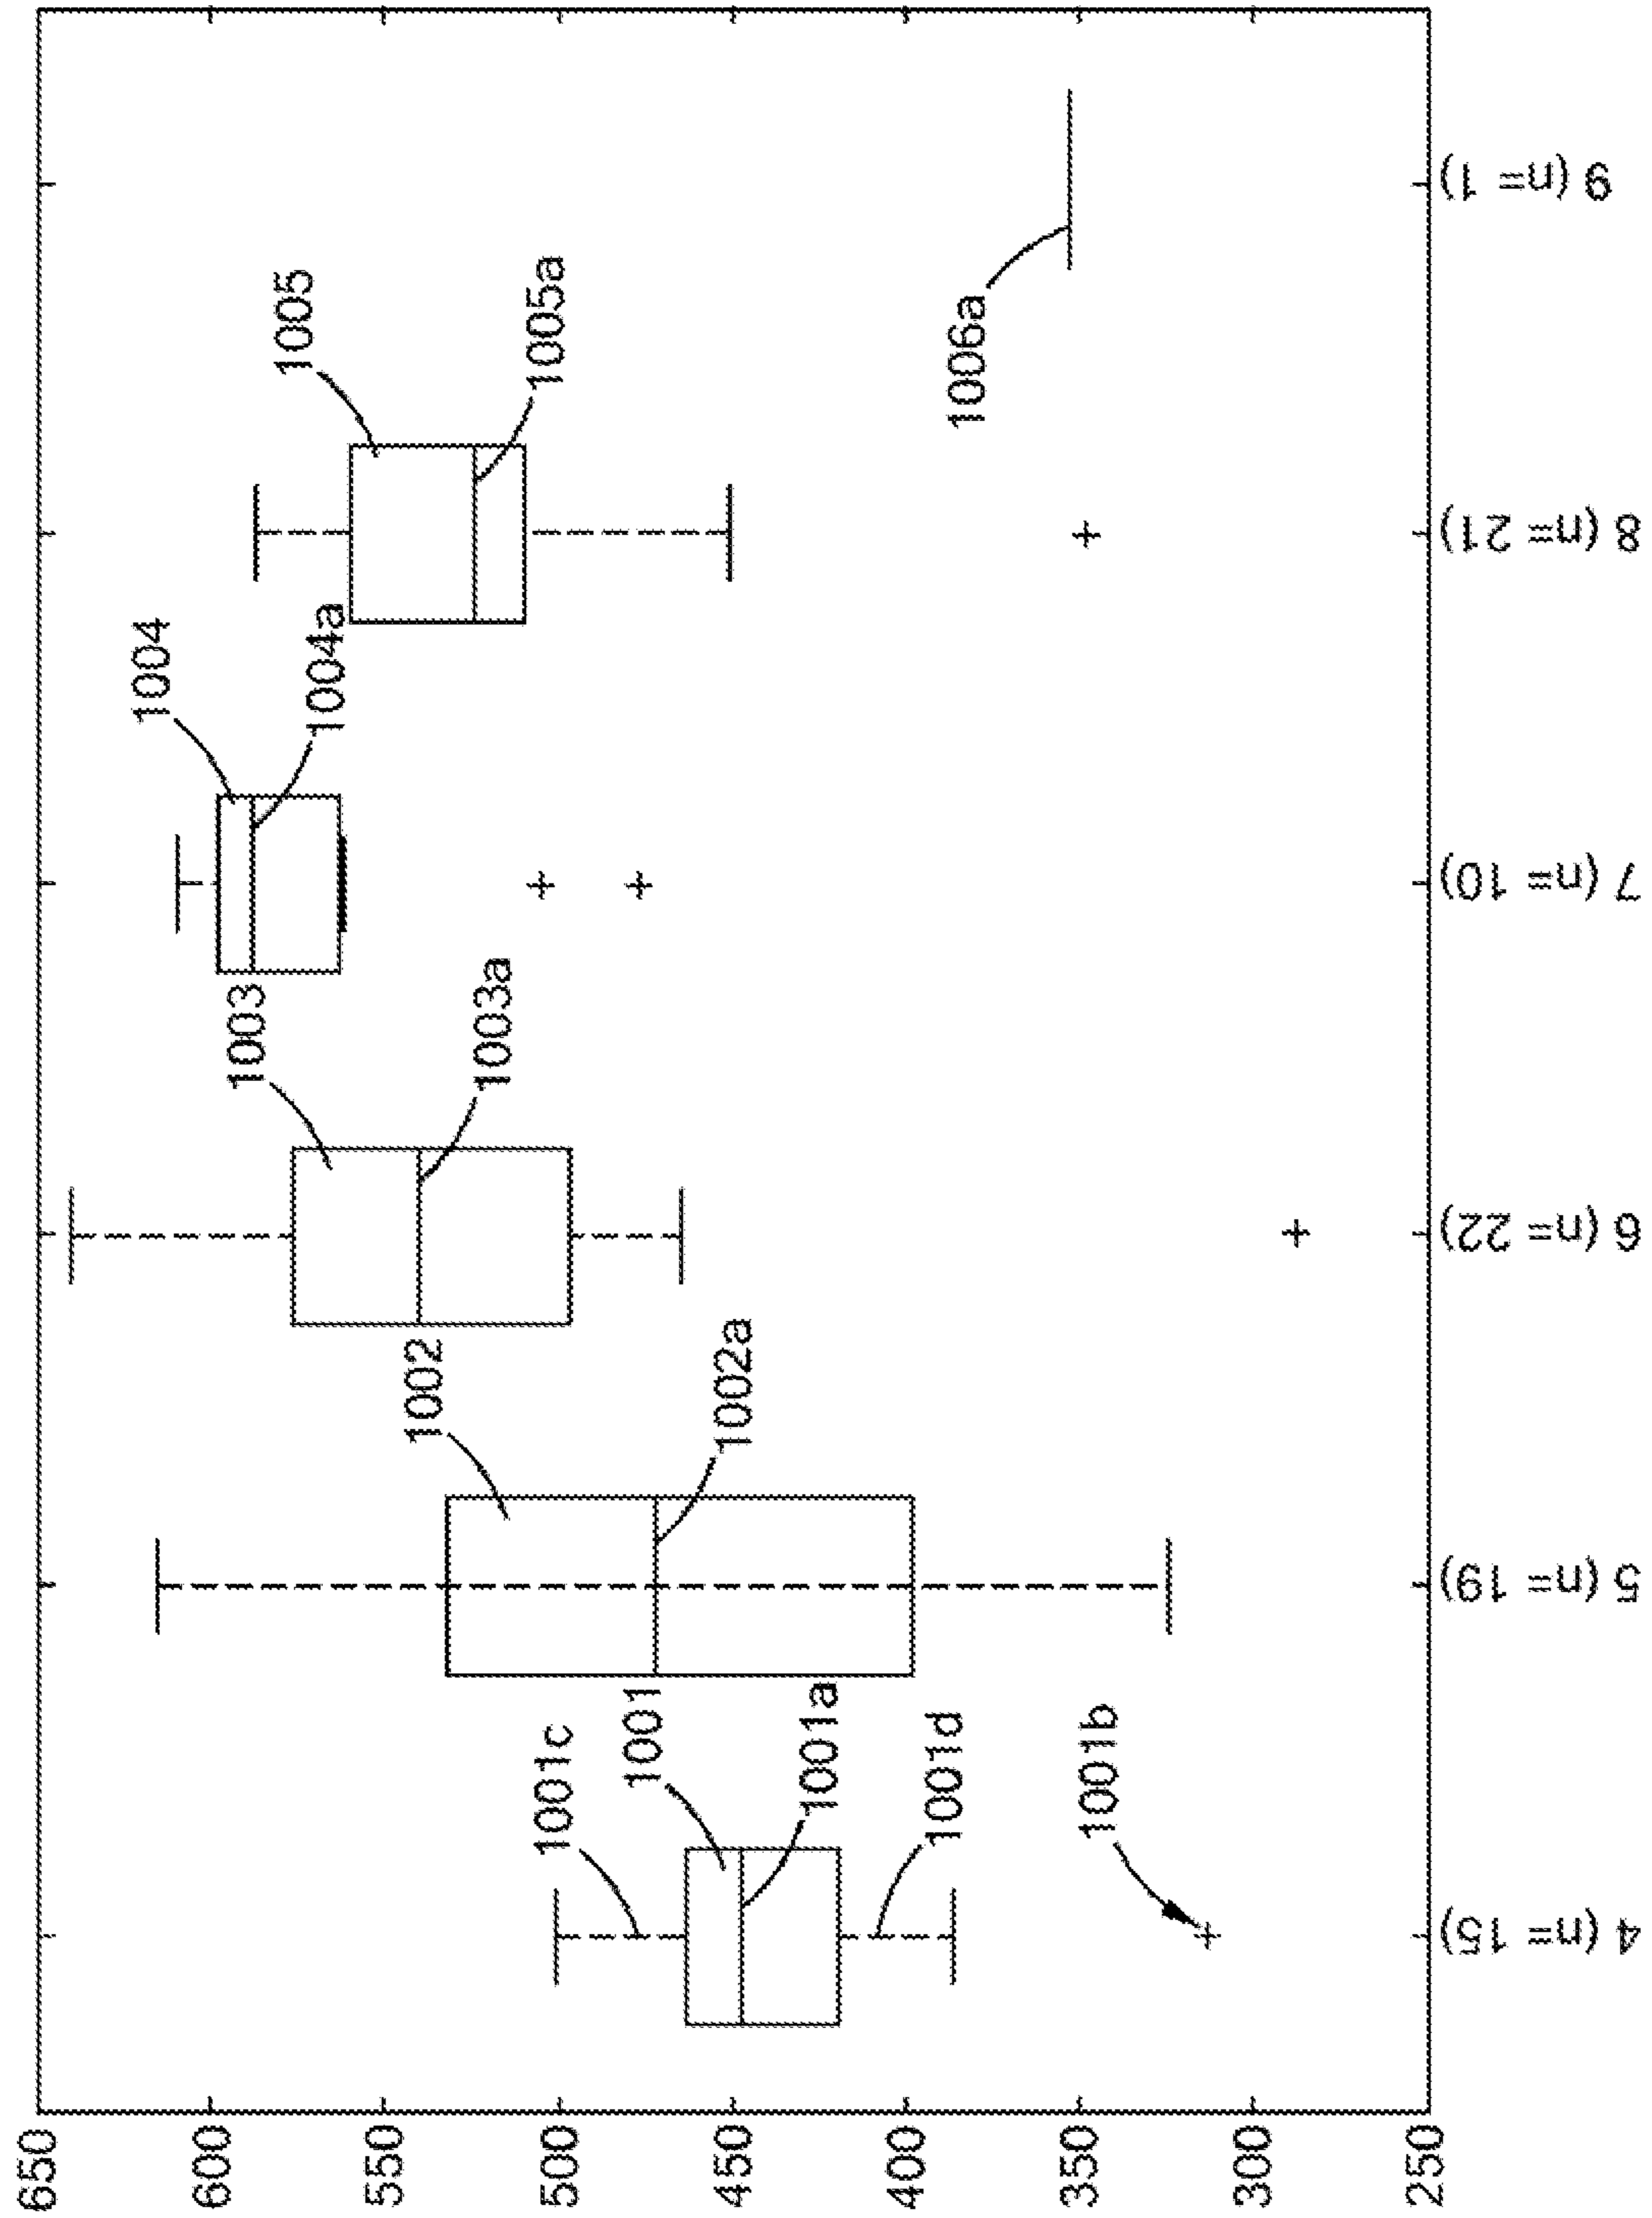 650
600
550
500
450
400
350
300
250
1001c
1001
1001a
1001d
1001b
1002
1002a
1003
1003a
1004
1004a
1005
1005a
1006a
4 (n= 15)
5 (n= 19)
6 (n= 22)
7 (n= 10)
8 (n= 21)
9 (n= 1)